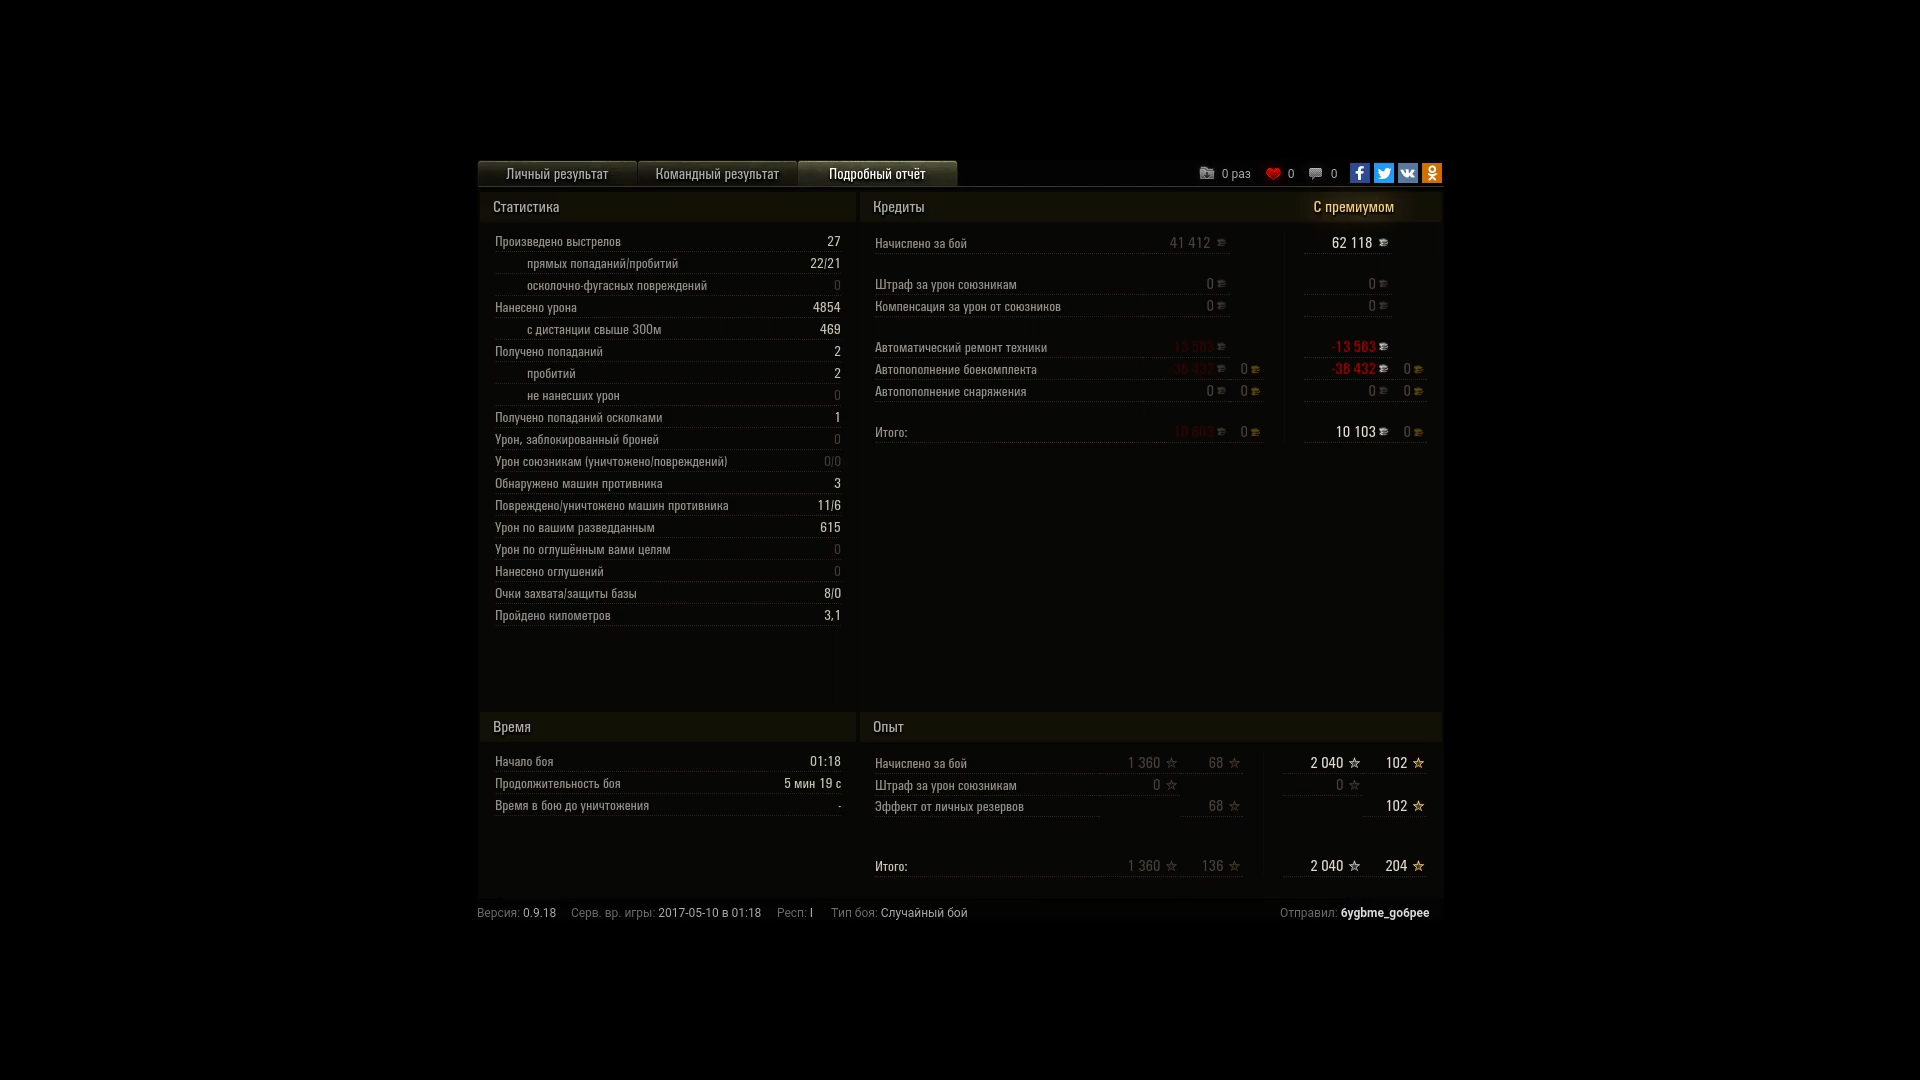 Личный результат Командный результат Подробный отчёт 0 раз 0 0
Статистика
Произведено выстрелов 27
прямых попаданий/пробитий 22/21
осколочно-фугасных повреждений 0
Нанесено урона 4854
с дистанции свыше 300м 469
Получено попаданий 2
пробитий 2
не нанесших урон 0
Получено попаданий осколками 1
Урон, заблокированный броней 0
Урон союзникам (уничтожено/повреждений) 0/0
Обнаружено машин противника 3
Повреждено/уничтожено машин противника 11/6
Урон по вашим разведданным 615
Урон по оглушённым вами целям 0
Нанесено оглушений 0
Очки захвата/защиты базы 8/0
Пройдено километров 3,1
Кредиты С премиумом
Начислено за бой 41 412 62 118
Штраф за урон союзникам 0 0
Компенсация за урон от союзников 0 0
Автоматический ремонт техники -13 583 -13 583
Автопополнение боекомплекта -38 432 0 -38 432 0
Автопополнение снаряжения 0 0 0 0
Итого: 0 10 103 0
Время
Начало боя 01:18
Продолжительность боя 5 мин 19 с
Время в бою до уничтожения -
Опыт
Начислено за бой 1 360 68 2 040 102
Штраф за урон союзникам 0 0
Эффект от личных резервов 68 102
Итого: 1 360 136 2 040 204
Версия: 0.9.18 Серв. вр. игры: 2017-05-10 в 01:18 Респ: I Тип боя: Случайный бой Отправил: 6ygbme_go6pee